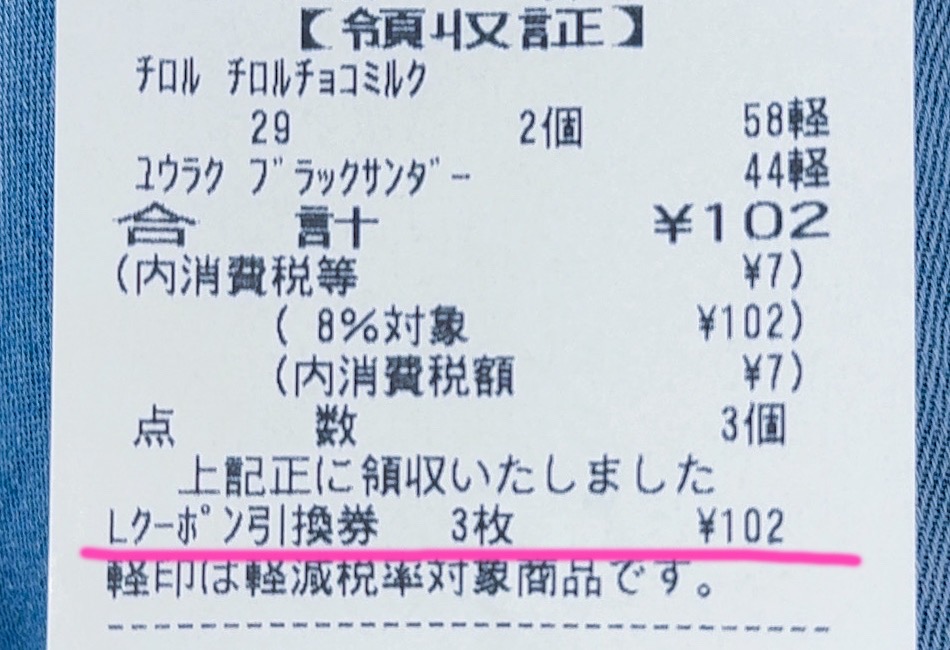 【領収証】
チロル チロルチョコミルク
29 2個 58軽
ユウラク ブラックサンダー 44軽
合 計 ¥102
(内消費税等 ¥7)
( 8%対象 ¥102)
(内消費税額 ¥7)
点 数 3個
上記正に領収いたしました
Lクーポン引換券 3枚 ¥102
軽印は軽減税率対象商品です。